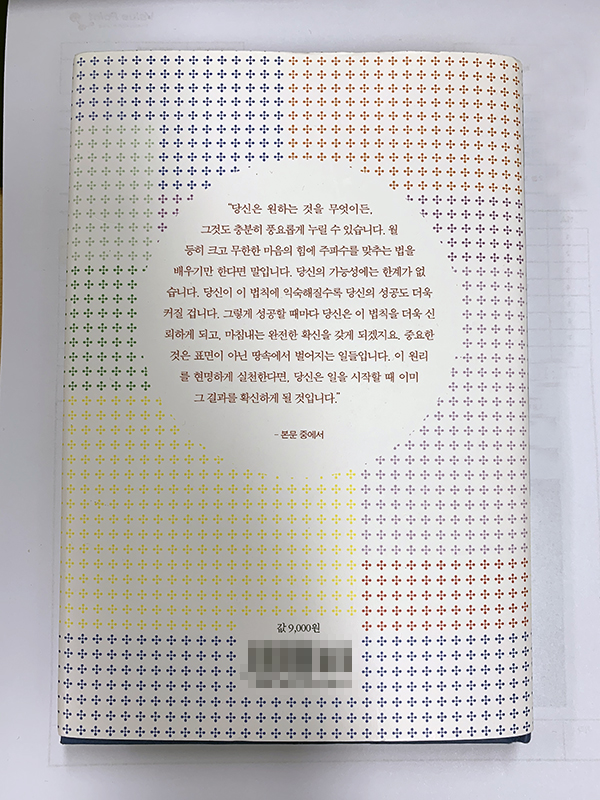 “당신은 원하는 것을 무엇이든,
그것도 충분히 풍요롭게 누릴 수 있습니다. 월
등히 크고 무한한 마음의 힘에 주파수를 맞추는 법을
배우기만 한다면 말입니다. 당신의 가능성에는 한계가 없
습니다. 당신이 이 법칙에 익숙해질수록 당신의 성공도 더욱
커질 겁니다. 그렇게 성공할 때마다 당신은 이 법칙을 더욱 신
뢰하게 되고, 마침내는 완전한 확신을 갖게 되겠지요. 중요한
것은 표면이 아닌 땅속에서 벌어지는 일들입니다. 이 원리
를 현명하게 실천한다면, 당신은 일을 시작할 때 이미
그 결과를 확신하게 될 것입니다.”
- 본문 중에서
값 9,000원